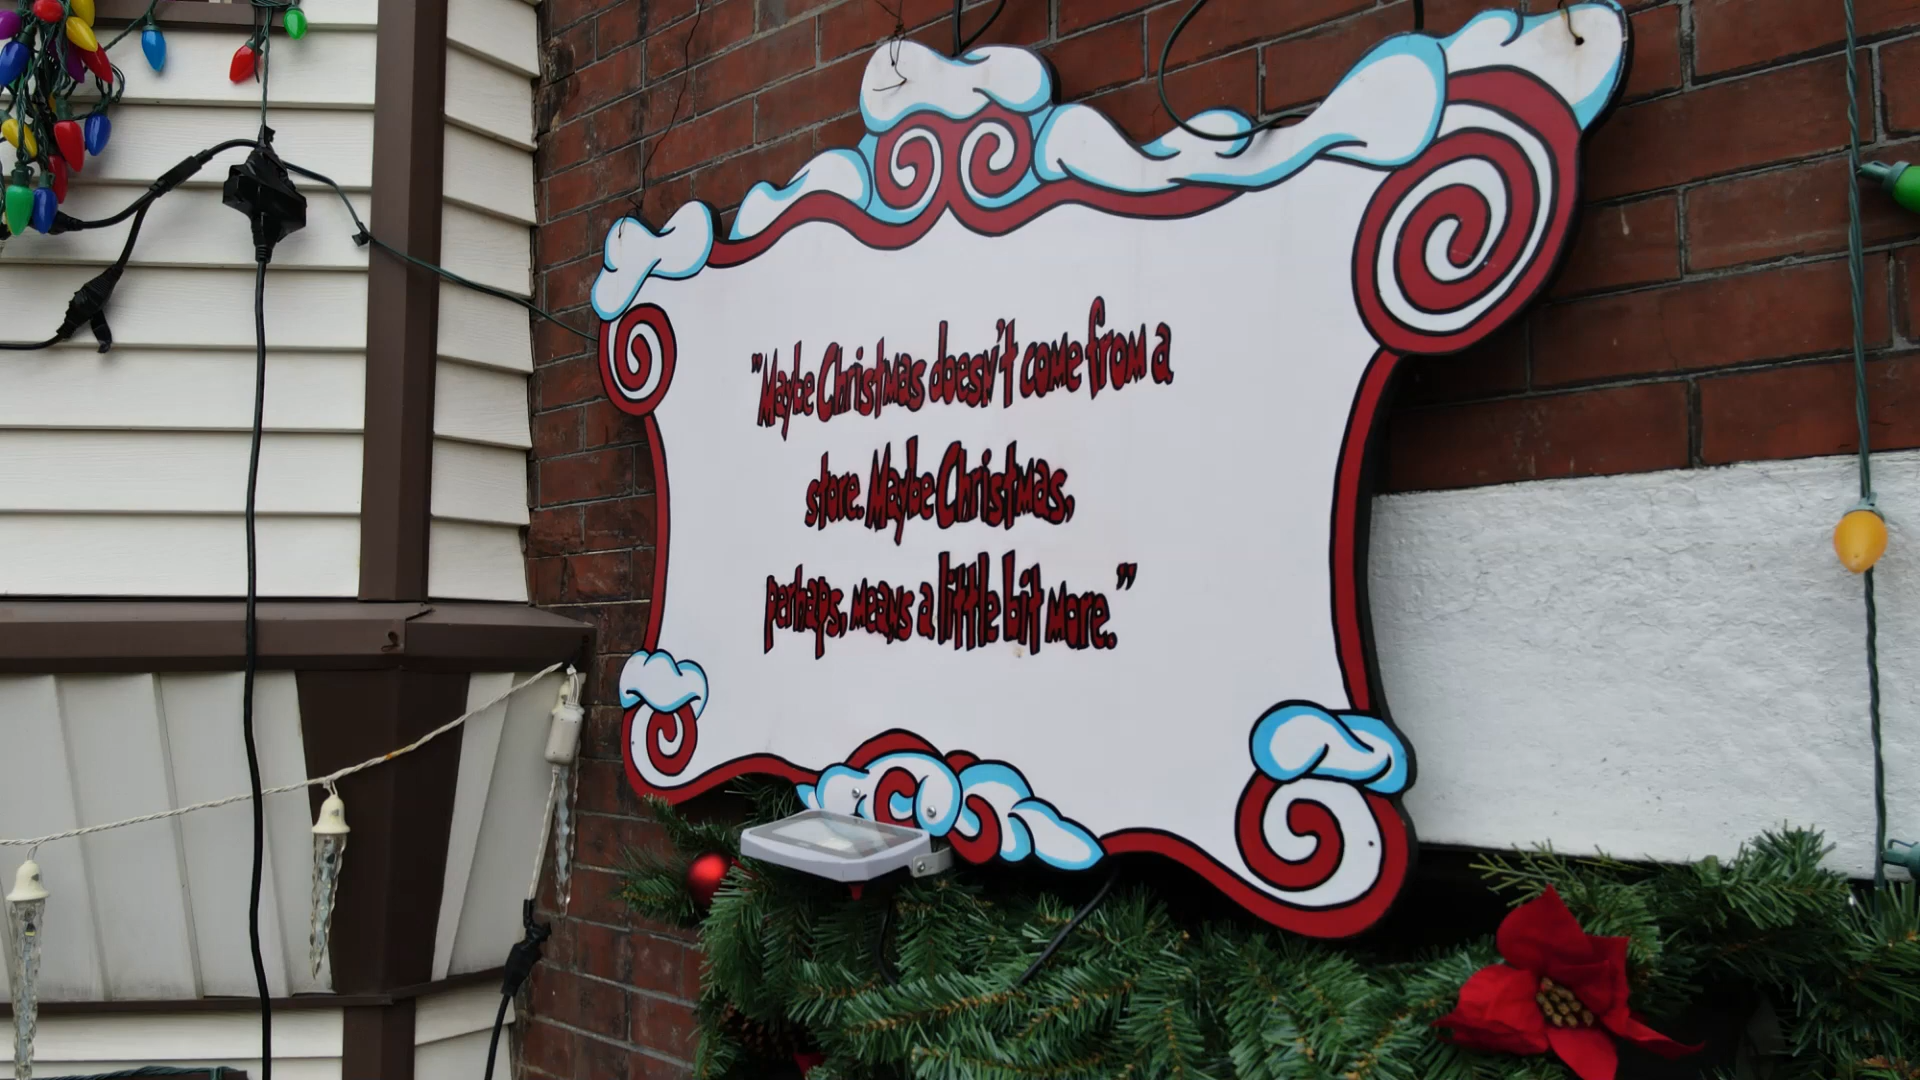 "Maybe Christmas doesn't come from a
store. Maybe Christmas,
perhaps, means a little bit more."